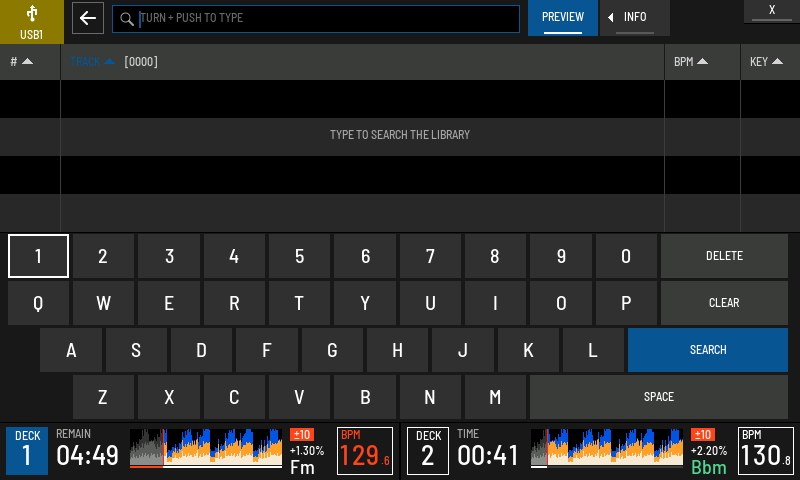 USB1
TURN + PUSH TO TYPE
PREVIEW
INFO
X
# TRACK [0000] BPM KEY
TYPE TO SEARCH THE LIBRARY
1 2 3 4 5 6 7 8 9 0 DELETE
Q W E R T Y U I O P CLEAR
A S D F G H J K L SEARCH
Z X C V B N M SPACE
DECK
1
REMAIN
04:49
±10
+1.30%
Fm
BPM
129.6
DECK
2
TIME
00:41
±10
+2.20%
Bbm
BPM
130.8